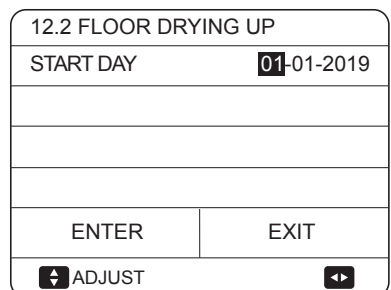 12.2 FLOOR DRYING UP
START DAY 01-01-2019
ENTER EXIT
ADJUST